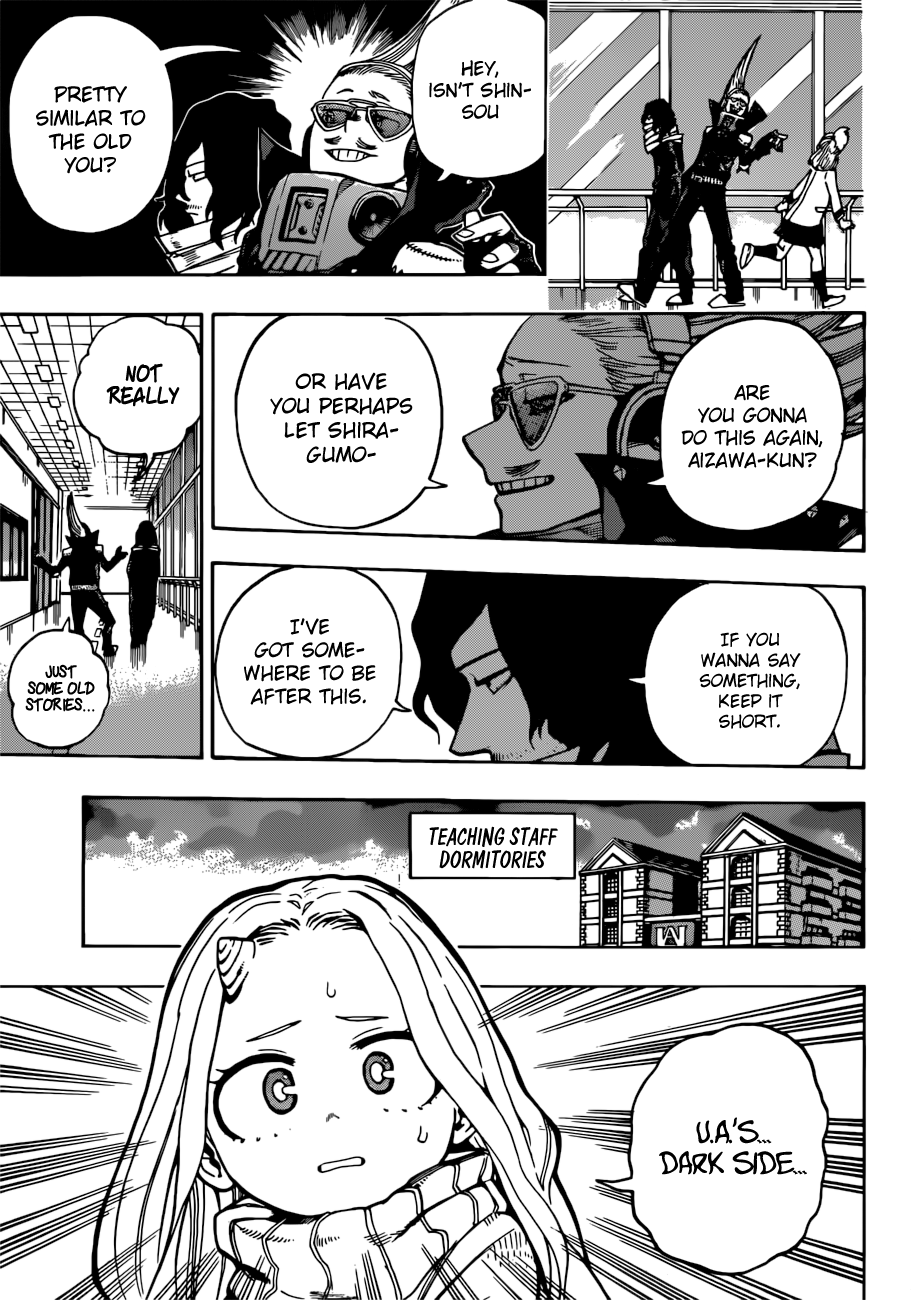 HEY,
ISN'T SHIN-
SOU
PRETTY
SIMILAR TO
THE OLD
YOU?
ARE
YOU GONNA
DO THIS AGAIN,
AIZAWA-KUN?
OR HAVE
YOU PERHAPS
LET SHIRA-
GUMO-
NOT
REALLY
JUST
SOME OLD
STORIES...
IF YOU
WANNA SAY
SOMETHING,
KEEP IT
SHORT.
I'VE
GOT SOME-
WHERE TO BE
AFTER THIS.
TEACHING STAFF
DORMITORIES
UA
U.A.'S...
DARK SIDE...